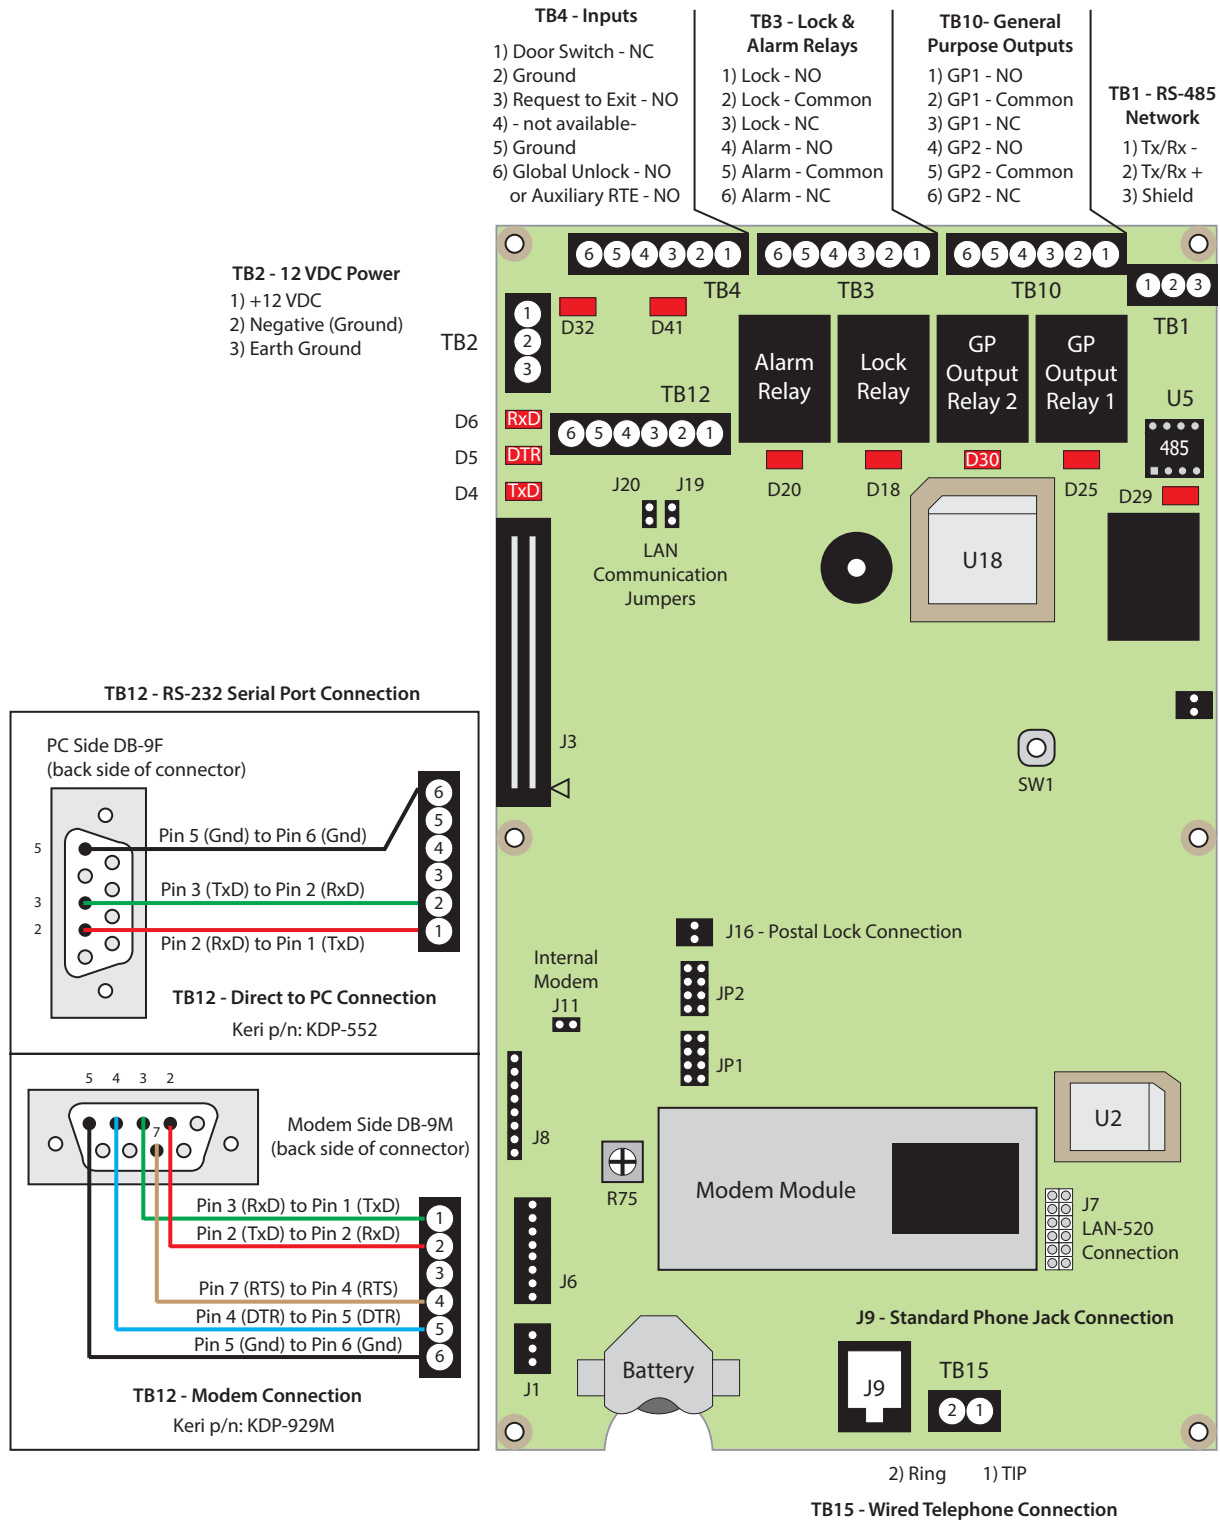 TB4 - Inputs
1) Door Switch - NC
2) Ground
3) Request to Exit - NO
4) - not available-
5) Ground
6) Global Unlock - NO
or Auxiliary RTE - NO
TB3 - Lock &
Alarm Relays
1) Lock - NO
2) Lock - Common
3) Lock - NC
4) Alarm - NO
5) Alarm - Common
6) Alarm - NC
TB10- General
Purpose Outputs
1) GP1 - NO
2) GP1 - Common
3) GP1 - NC
4) GP2 - NO
5) GP2 - Common
6) GP2 - NC
TB1 - RS-485
Network
1) Tx/Rx -
2) Tx/Rx +
3) Shield
TB2 - 12 VDC Power
1) +12 VDC
2) Negative (Ground)
3) Earth Ground
6 5 4 3 2 1
TB4
6 5 4 3 2 1
TB3
6 5 4 3 2 1
TB10
1 2 3
TB1
TB2
1
2
3
D32
D41
TB12
6 5 4 3 2 1
Alarm
Relay
Lock
Relay
GP
Output
Relay 2
GP
Output
Relay 1
U5
485
D6
RxD
D5
DTR
D4
TxD
D20
D18
D30
D25
D29
J20
J19
LAN
Communication
Jumpers
U18
J3
SW1
TB12 - RS-232 Serial Port Connection
PC Side DB-9F
(back side of connector)
5
3
2
Pin 5 (Gnd) to Pin 6 (Gnd)
Pin 3 (TxD) to Pin 2 (RxD)
Pin 2 (RxD) to Pin 1 (TxD)
6
5
4
3
2
1
TB12 - Direct to PC Connection
Keri p/n: KDP-552
5 4 3 2
7
Modem Side DB-9M
(back side of connector)
Pin 3 (RxD) to Pin 1 (TxD)
Pin 2 (TxD) to Pin 2 (RxD)
Pin 7 (RTS) to Pin 4 (RTS)
Pin 4 (DTR) to Pin 5 (DTR)
Pin 5 (Gnd) to Pin 6 (Gnd)
1
2
3
4
5
6
TB12 - Modem Connection
Keri p/n: KDP-929M
J16 - Postal Lock Connection
Internal
Modem
J11
JP2
JP1
J8
R75
Modem Module
U2
J7
LAN-520
Connection
J6
J1
Battery
J9 - Standard Phone Jack Connection
J9
TB15
2 1
2) Ring
1) TIP
TB15 - Wired Telephone Connection